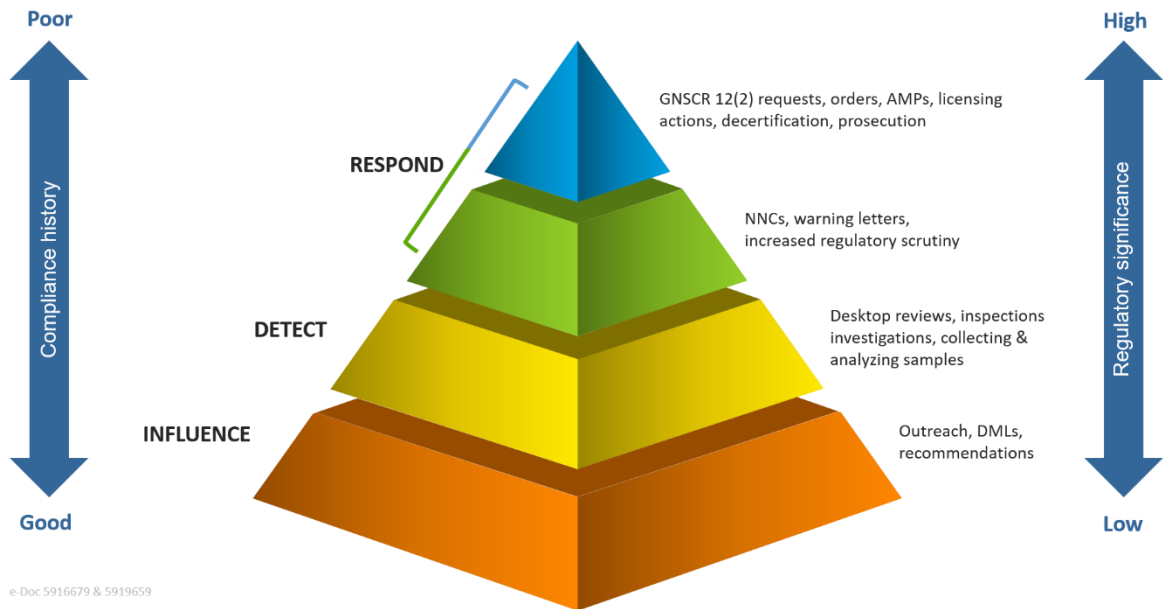 Poor
High
GNSCR 12(2) requests, orders, AMPs, licensing
actions, decertification, prosecution
RESPOND
Compliance history
Regulatory significance
NNCs, warning letters,
increased regulatory scrutiny
DETECT
Desktop reviews, inspections
investigations, collecting &
analyzing samples
INFLUENCE
Outreach, DMLs,
recommendations
Good
Low
e-Doc 5916679 & 5919659